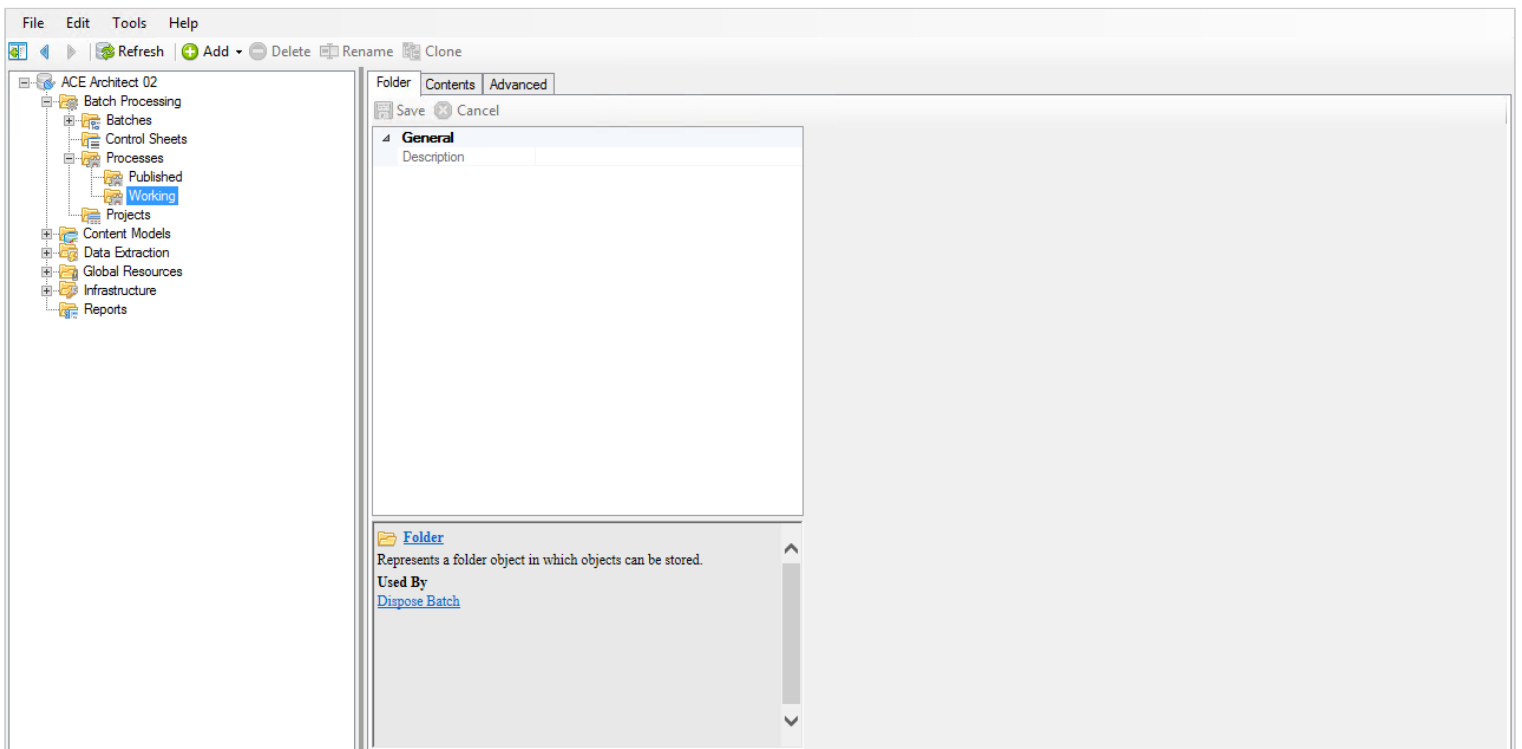 File Edit Tools Help
Refresh Add Delete Rename Clone
ACE Architect 02
Batch Processing
Batches
Control Sheets
Processes
Published
Working
Projects
Content Models
Data Extraction
Global Resources
Infrastructure
Reports
Folder Contents Advanced
Save Cancel
General
Description
Folder
Represents a folder object in which objects can be stored.
Used By
Dispose Batch